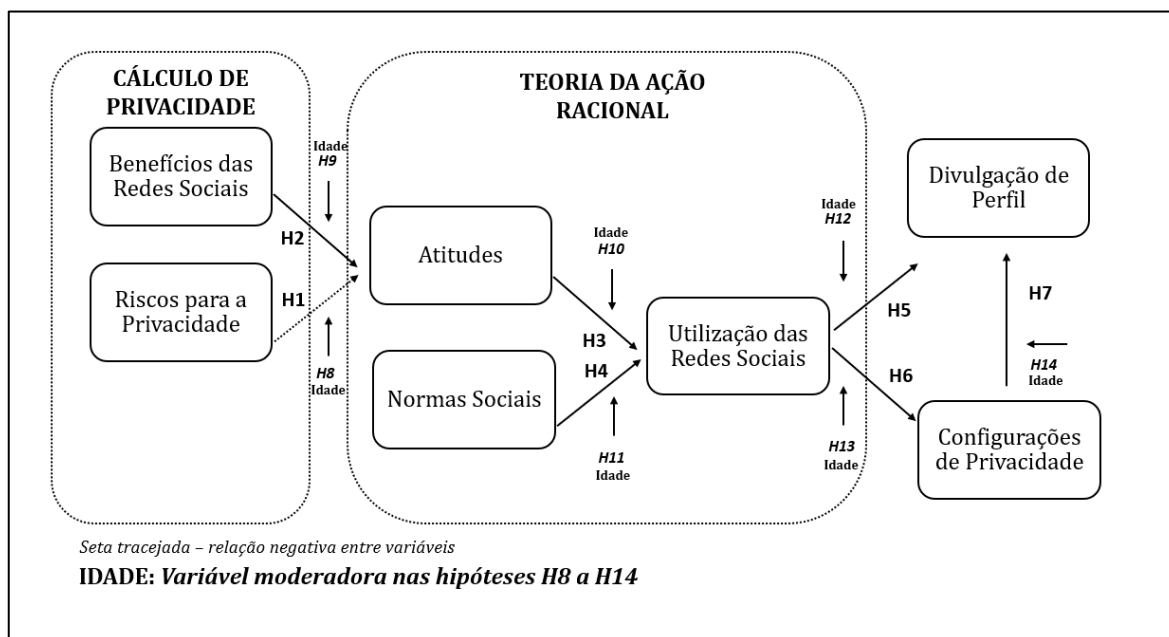 CÁLCULO DE
PRIVACIDADE
Benefícios das
Redes Sociais
Riscos para a
Privacidade
H2
H1
Idade
H9
H8
Idade
TEORIA DA AÇÃO
RACIONAL
Atitudes
Normas Sociais
Idade
H10
H3
H4
H11
Idade
Utilização das
Redes Sociais
Idade
H12
H5
H6
H13
Idade
Divulgação de
Perfil
H7
H14
Idade
Configurações
de Privacidade
Seta tracejada – relação negativa entre variáveis
IDADE: Variável moderadora nas hipóteses H8 a H14